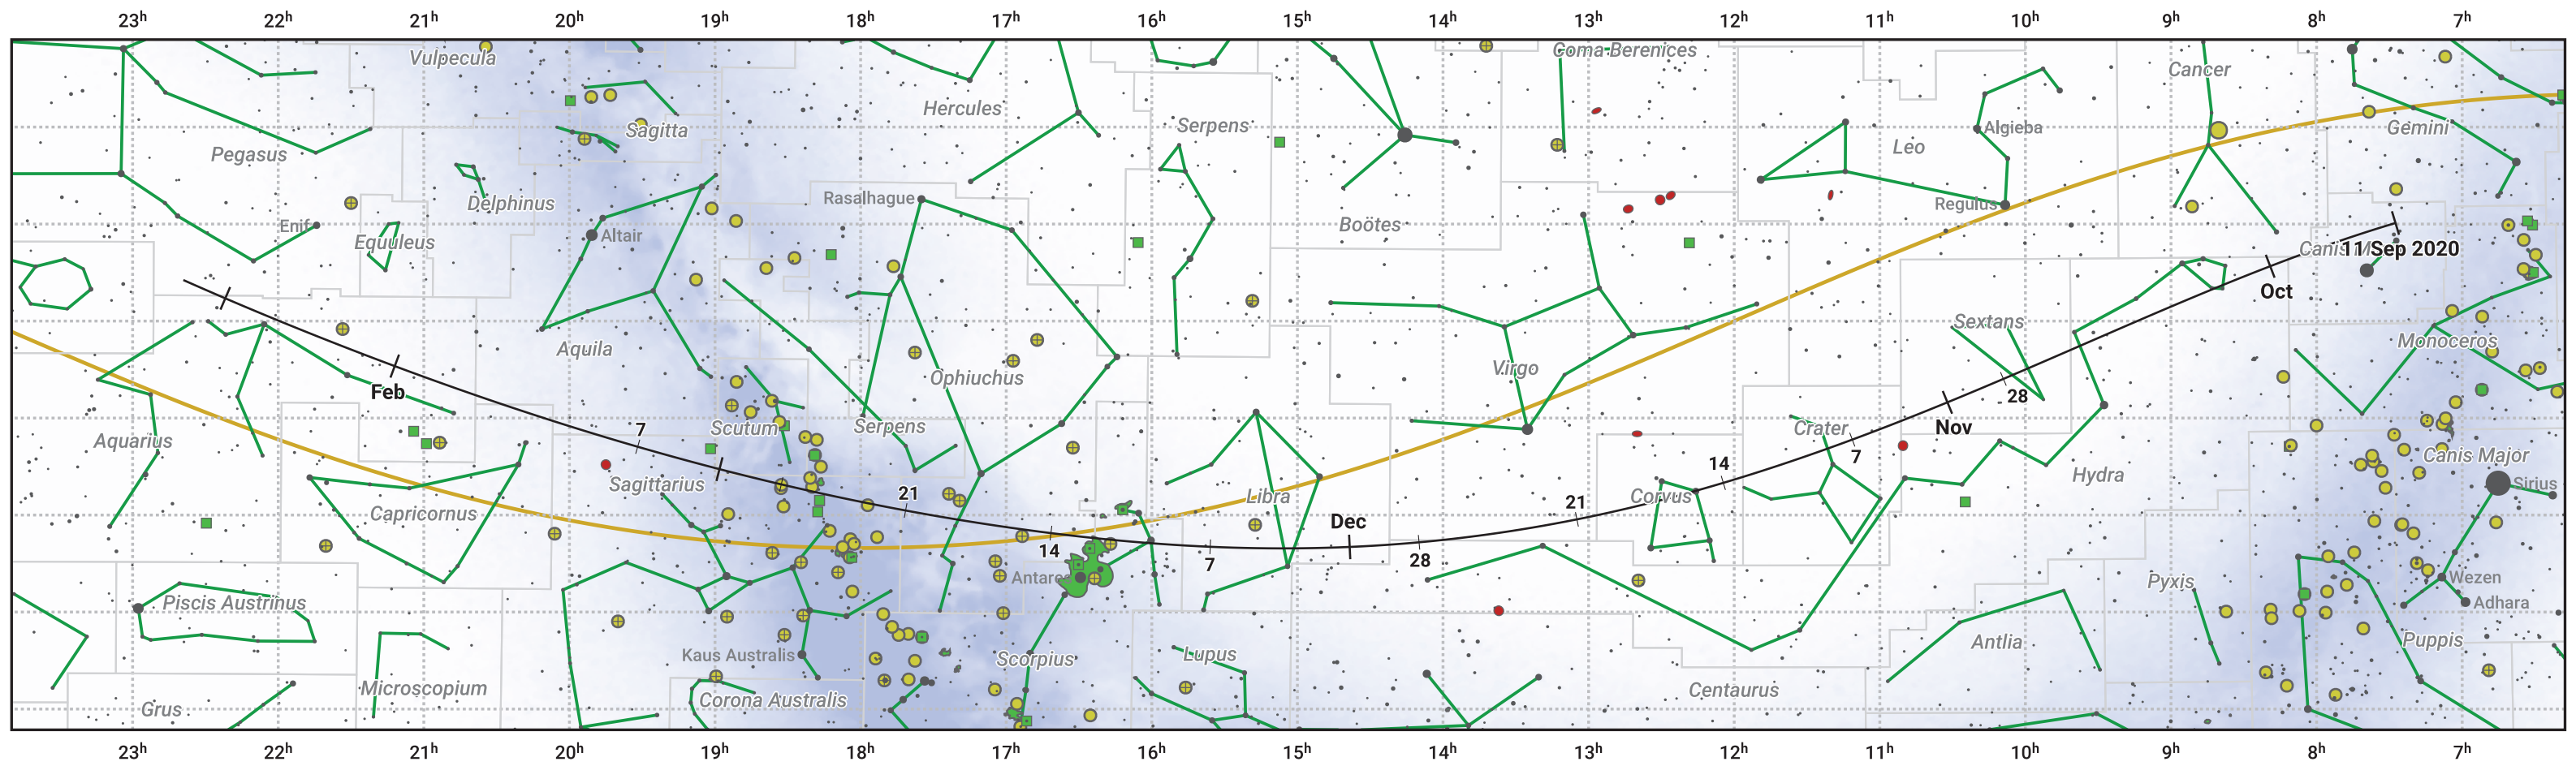 23h 22h 21h 20h 19h 18h 17h 16h 15h 14h 13h 12h 11h 10h 9h 8h 7h
Vulpecula
Coma Berenices
Cancer
Hercules
Sagitta
Serpens
Algieba
Gemini
Pegasus
Leo
Delphinus
Rasalhague
Regulus
Enif
Equuleus
Altair
Boötes
Canis
11 Sep 2020
Oct
Sextans
Aquila
Monoceros
Ophiuchus
Virgo
Feb
28
Aquarius
7
Scutum
Serpens
Crater
Nov
7
Canis Major
14
Hydra
Sagittarius
21
Libra
Corvus
Sirius
Capricornus
21
Dec
14
7
28
Antares
Pyxis
Wezen
Piscis Austrinus
Adhara
Antlia
Puppis
Kaus Australis
Scorpius
Lupus
Microscopium
Corona Australis
Centaurus
Grus
23h 22h 21h 20h 19h 18h 17h 16h 15h 14h 13h 12h 11h 10h 9h 8h 7h